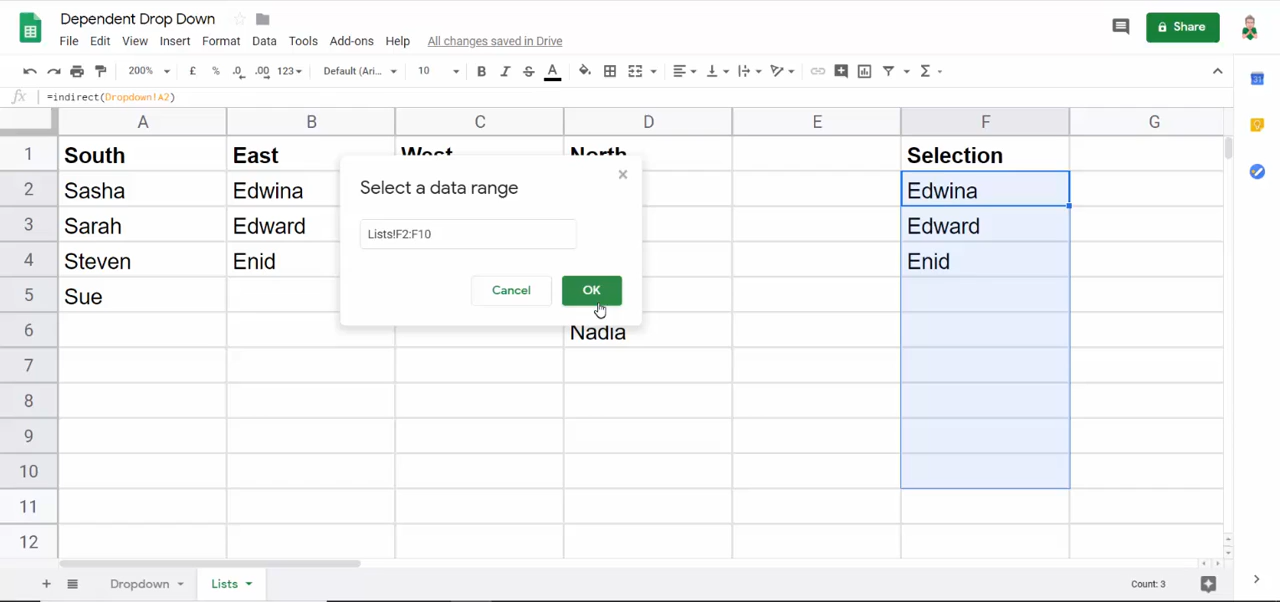 Dependent Drop Down
File Edit View Insert Format Data Tools Add-ons Help All changes saved in Drive
Share
200% £ % .0 .00 123 Default (Ari... 10 B I S A Σ
fx =indirect(Dropdown!A2)
A B C D E F G
1 South East West North Selection
2 Sasha Edwina Edwina
3 Sarah Edward Edward
4 Steven Enid Enid
5 Sue
6 Nadia
7
8
9
10
11
12
Select a data range
Lists!F2:F10
Cancel OK
Dropdown Lists Count: 3